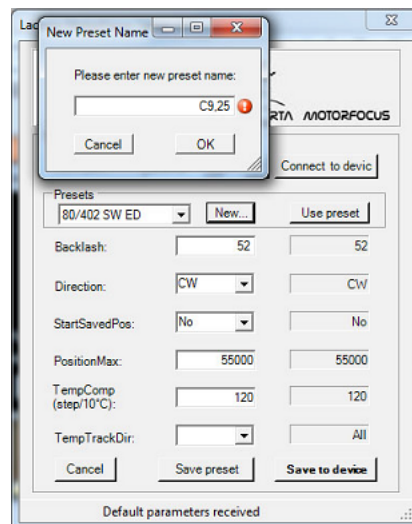 New Preset Name
Please enter new preset name:
C9,25
Cancel OK
MOTORFOCUS
Connect to devic
Presets
80/402 SW ED New... Use preset
Backlash: 52 52
Direction: CW CW
StartSavedPos: No No
PositionMax: 55000 55000
TempComp
(step/10°C): 120 120
TempTrackDir: All
Cancel Save preset Save to device
Default parameters received